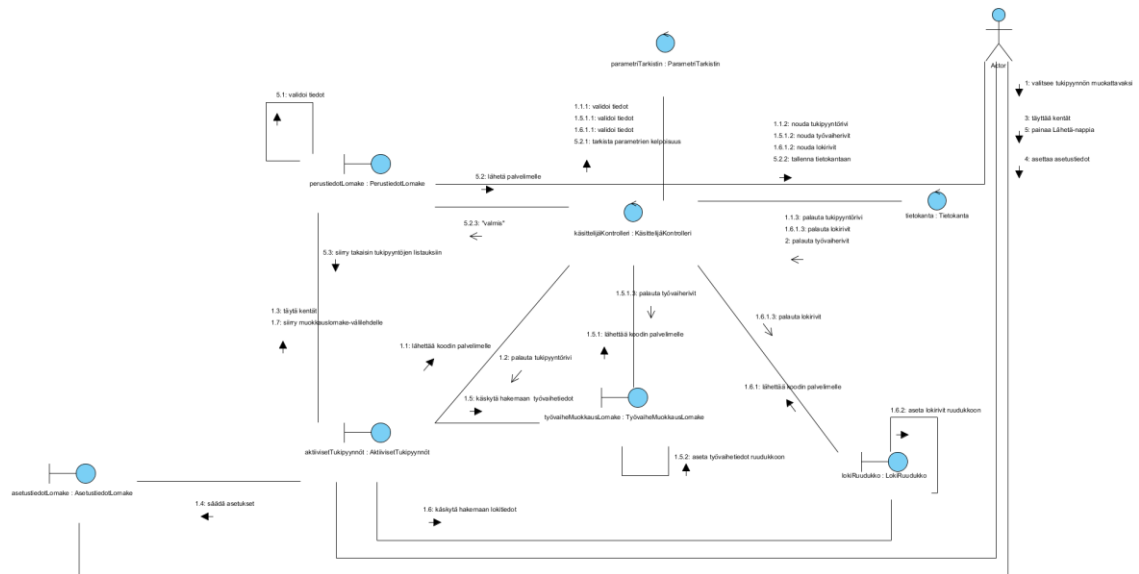 Actor
parametriTarkistin : ParametriTarkistin
1: valitsee tukipyynnön muokattavaksi
5.1: validoi tiedot
1.1.1: validoi tiedot
1.5.1.1: validoi tiedot
1.6.1.1: validoi tiedot
5.2.1: tarkista parametrien kelpoisuus
1.1.2: nouda tukipyyntörivi
1.5.1.2: nouda työvaiherivit
1.6.1.2: nouda lokirivit
5.2.2: tallenna tietokantaan
3: täyttää kentät
5: painaa Lähetä-nappia
4: asettaa asetustiedot
perustiedotLomake : PerustiedotLomake
5.2: lähetä palvelimelle
tietokanta : Tietokanta
käsittelijäKontrolleri : KäsittelijäKontrolleri
5.2.3: "valmis"
1.1.3: palauta tukipyyntörivi
1.6.1.3: palauta lokirivit
2: palauta työvaiherivit
5.3: siirry takaisin tukipyyntöjen listauksiin
1.5.1.3: palauta työvaiherivit
1.6.1.3: palauta lokirivit
1.3: täytä kentät
1.7: siirry muokkauslomake-välilehdelle
1.5.1: lähettää koodin palvelimelle
1.1: lähettää koodin palvelimelle
1.2: palauta tukipyyntörivi
1.6.1: lähettää koodin palvelimelle
1.5: käskytä hakemaan työvaihetiedot
työvaiheMuokkausLomake : TyövaiheMuokkausLomake
1.6.2: aseta lokirivit ruudukkoon
aktiivisetTukipyynnöt : AktiivisetTukipyynnöt
1.5.2: aseta työvaihetiedot ruudukkoon
lokiRuudukko : LokiRuudukko
asetustiedotLomake : AsetustiedotLomake
1.4: säädä asetukset
1.6: käskytä hakemaan lokitiedot